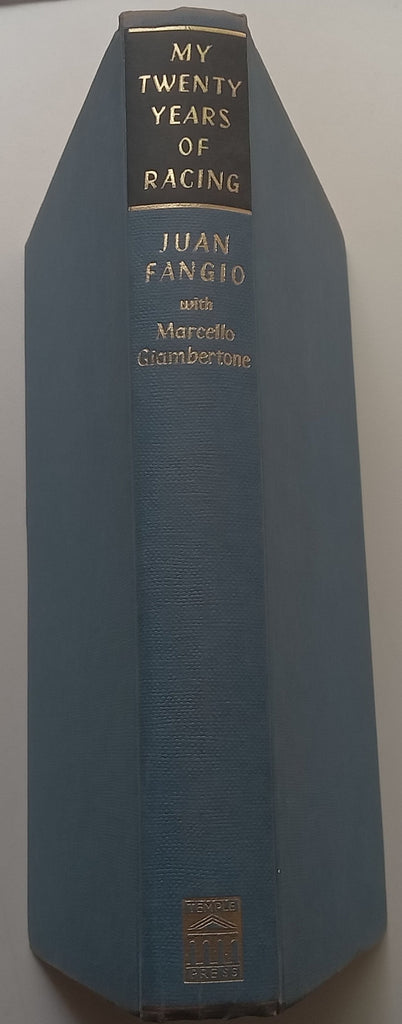 MY
TWENTY
YEARS
OF
RACING
JUAN
FANGIO
with
Marcello
Giambertone
TEMPLE
PRESS